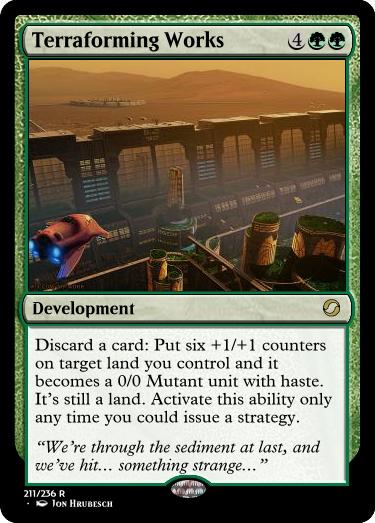 Terraforming Works 4
Development
Discard a card: Put six +1/+1 counters
on target land you control and it
becomes a 0/0 Mutant unit with haste.
It's still a land. Activate this ability only
any time you could issue a strategy.
“We're through the sediment at last, and
we've hit... something strange...”
211/236 R
· Jon Hrubesch